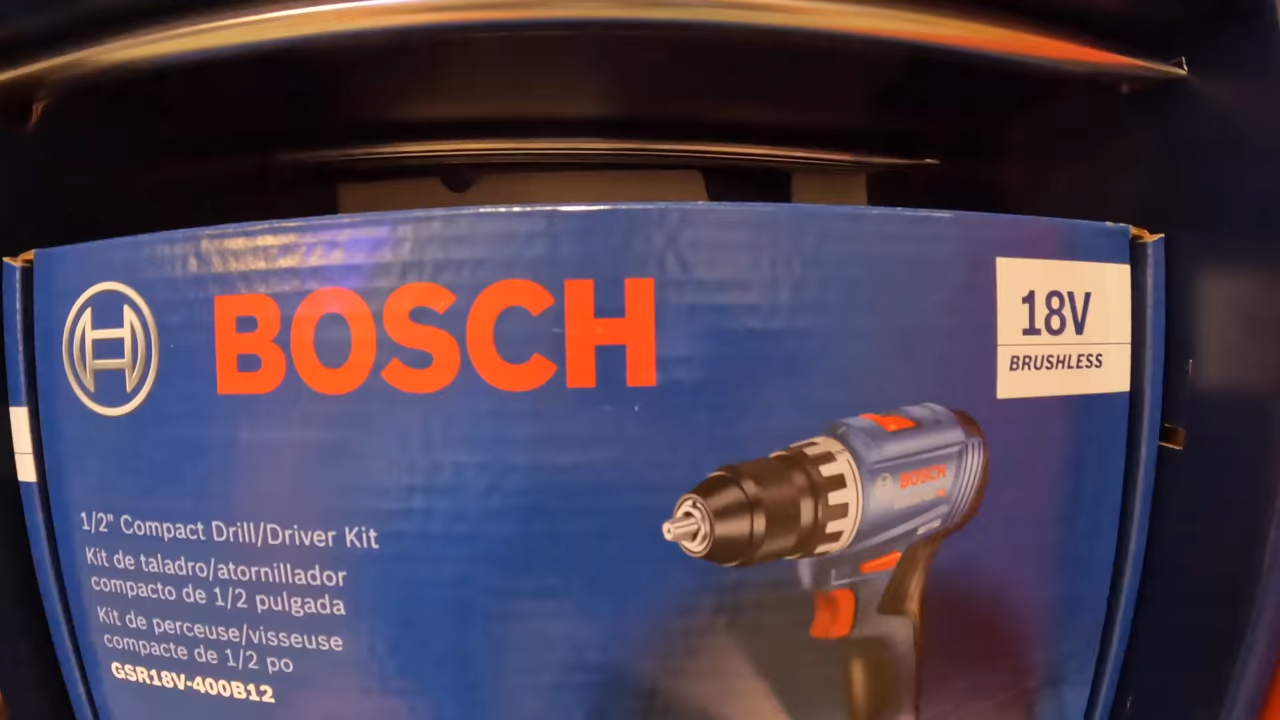 BOSCH
18V
BRUSHLESS
BOSCH
1/2" Compact Drill/Driver Kit
Kit de taladro/atornillador
compacto de 1/2 pulgada
Kit de perceuse/visseuse
compacte de 1/2 po
GSR18V-400B12